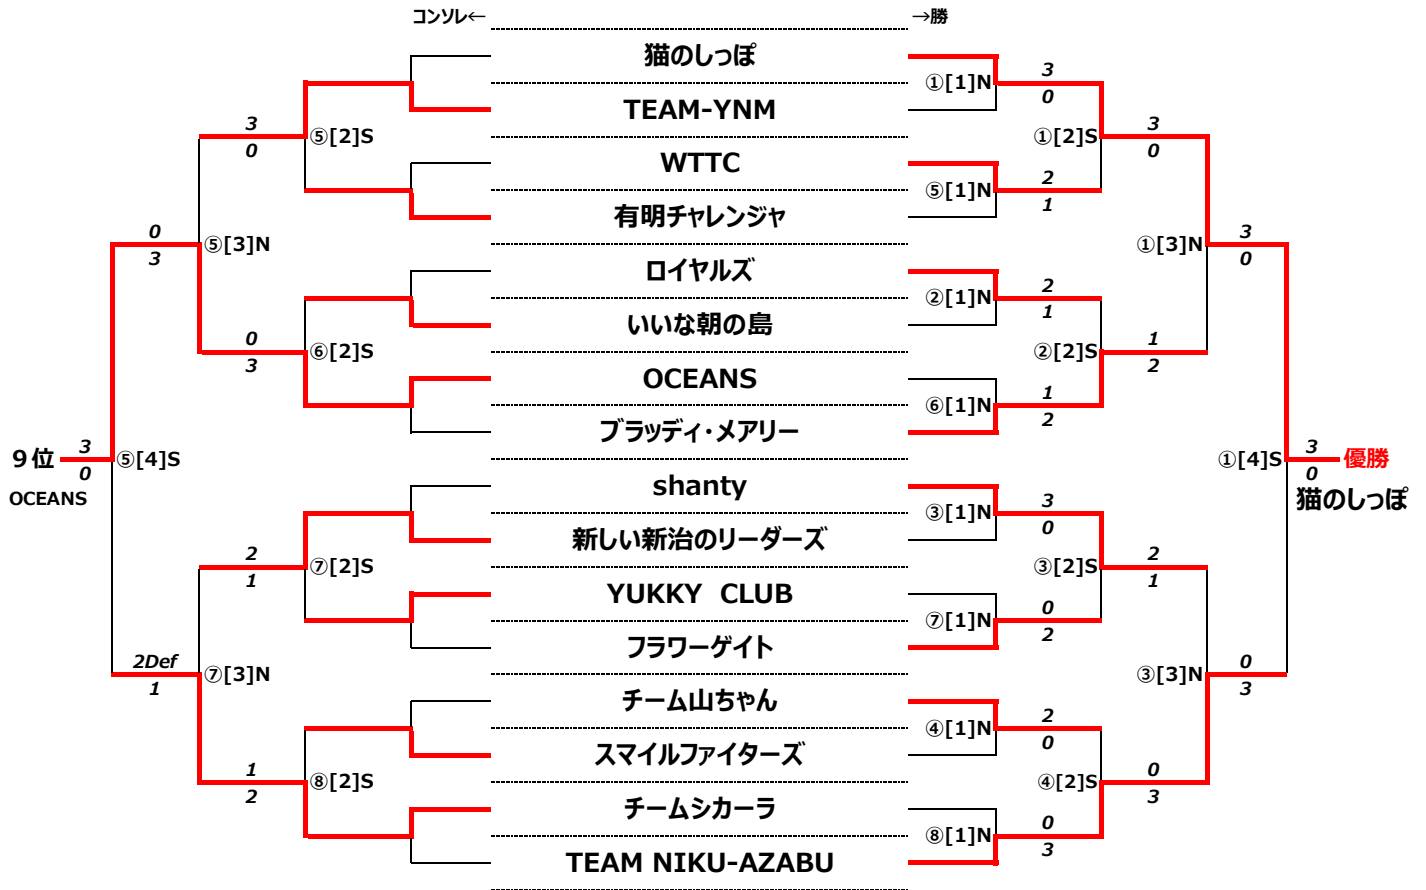 コンソレ← →勝
猫のしっぽ
①[1]N 3
0
TEAM-YNM
3 ⑤[2]S ①[2]S 3
0 0
WTTC
⑤[1]N 2
1
有明チャレンジャ
0 ⑤[3]N ①[3]N 3
3 0
ロイヤルズ
②[1]N 2
1
いいな朝の島
0 ⑥[2]S ②[2]S 1
3 2
OCEANS
⑥[1]N 1
2
ブラッディ・メアリー
9位 3 ⑤[4]S ①[4]S 3 優勝
0 0
OCEANS 猫のしっぽ
shanty
③[1]N 3
0
新しい新治のリーダーズ
2 ⑦[2]S ③[2]S 2
1 1
YUKKY CLUB
⑦[1]N 0
2
フラワーゲイト
2Def ⑦[3]N ③[3]N 0
1 3
チーム山ちゃん
④[1]N 2
0
スマイルファイターズ
1 ⑧[2]S ④[2]S 0
2 3
チームシカーラ
⑧[1]N 0
3
TEAM NIKU-AZABU